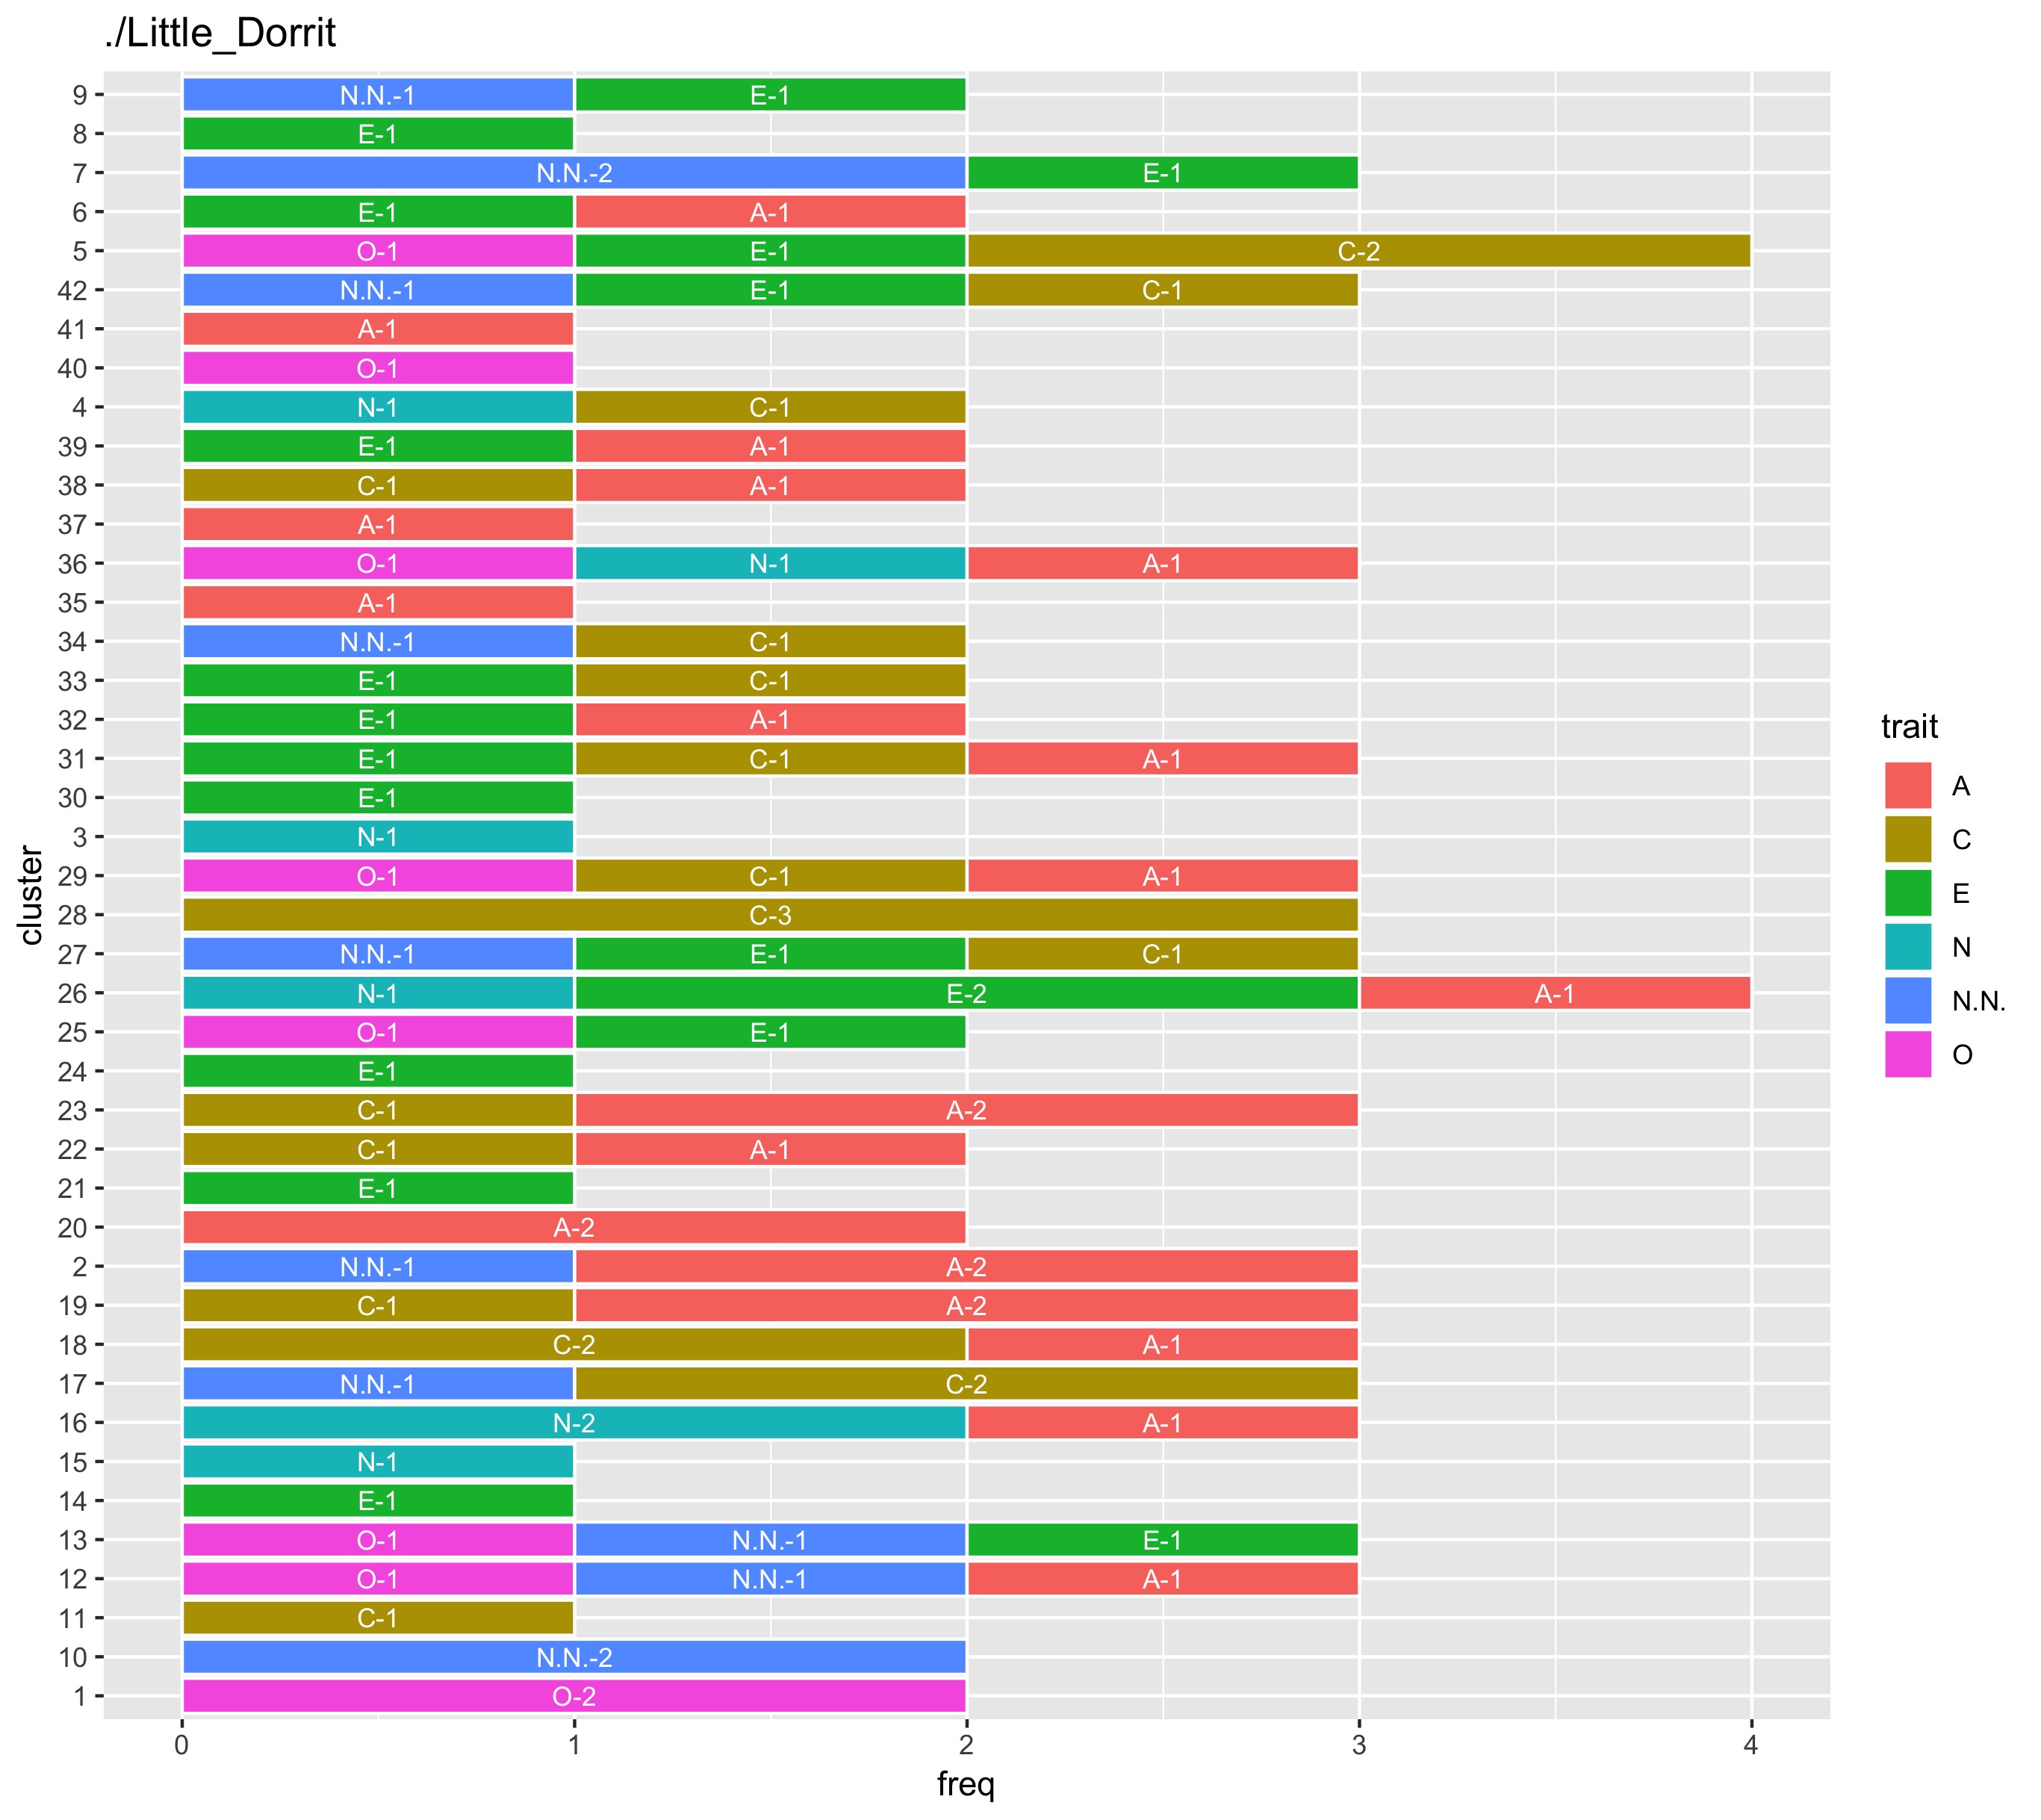 ./Little_Dorrit
9 N.N.-1 E-1
8 E-1
7 N.N.-2 E-1
6 E-1 A-1
5 O-1 E-1 C-2
42 N.N.-1 E-1 C-1
41 A-1
40 O-1
4 N-1 C-1
39 E-1 A-1
38 C-1 A-1
37 A-1
36 O-1 N-1 A-1
35 A-1
34 N.N.-1 C-1
33 E-1 C-1
32 E-1 A-1
31 E-1 C-1 A-1
30 E-1
3 N-1
29 O-1 C-1 A-1
28 C-3
27 N.N.-1 E-1 C-1
26 N-1 E-2 A-1
25 O-1 E-1
24 E-1
23 C-1 A-2
22 C-1 A-1
21 E-1
20 A-2
2 N.N.-1 A-2
19 C-1 A-2
18 C-2 A-1
17 N.N.-1 C-2
16 N-2 A-1
15 N-1
14 E-1
13 O-1 N.N.-1 E-1
12 O-1 N.N.-1 A-1
11 C-1
10 N.N.-2
1 O-2
0 1 2 3 4
freq
cluster
trait
A
C
E
N
N.N.
O